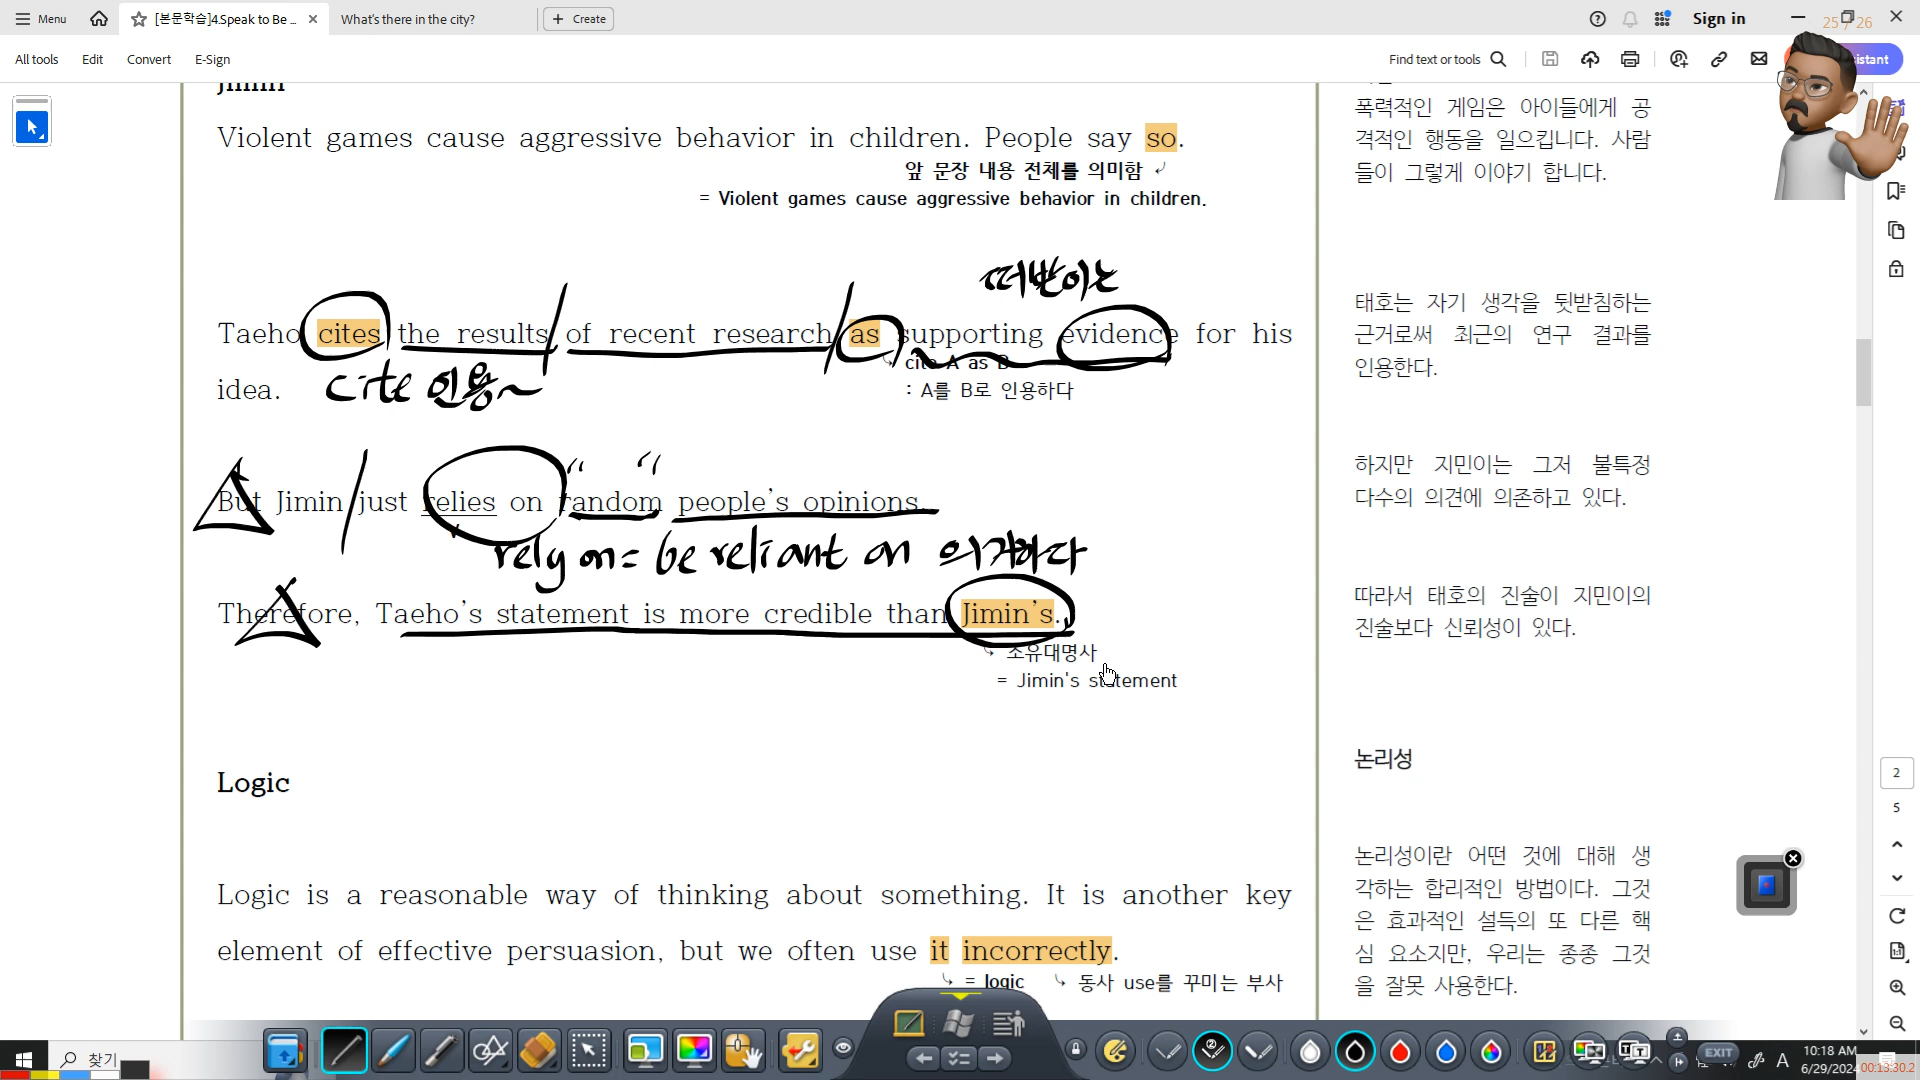 Menu
[본문학습]4.Speak to Be ...
What's there in the city?
Create
Sign in
25 / 26
All tools
Edit
Convert
E-Sign
Find text or tools
istant
Jimin
Violent games cause aggressive behavior in children. People say so.
앞 문장 내용 전체를 의미함
= Violent games cause aggressive behavior in children.
떠받이는
Taeho cites the results of recent research as supporting evidence for his
cite A as B
idea.
cite 인용~
: A를 B로 인용하다
But Jimin just relies on random people's opinions.
rely on = be reliant on 의지하다
Therefore, Taeho's statement is more credible than Jimin's.
소유대명사
= Jimin's statement
Logic
Logic is a reasonable way of thinking about something. It is another key
element of effective persuasion, but we often use it incorrectly.
= logic
동사 use를 꾸미는 부사
폭력적인 게임은 아이들에게 공
격적인 행동을 일으킵니다. 사람
들이 그렇게 이야기 합니다.
태호는 자기 생각을 뒷받침하는
근거로써 최근의 연구 결과를
인용한다.
하지만 지민이는 그저 불특정
다수의 의견에 의존하고 있다.
따라서 태호의 진술이 지민이의
진술보다 신뢰성이 있다.
논리성
논리성이란 어떤 것에 대해 생
각하는 합리적인 방법이다. 그것
은 효과적인 설득의 또 다른 핵
심 요소지만, 우리는 종종 그것
을 잘못 사용한다.
2
5
찾기
EXIT
A
10:18 AM
6/29/2024
00:13:30.2